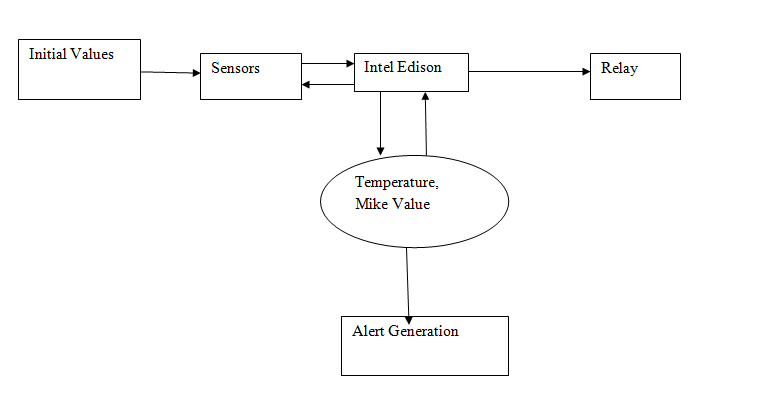 Initial Values
Sensors
Intel Edison
Relay
Temperature,
Mike Value
Alert Generation